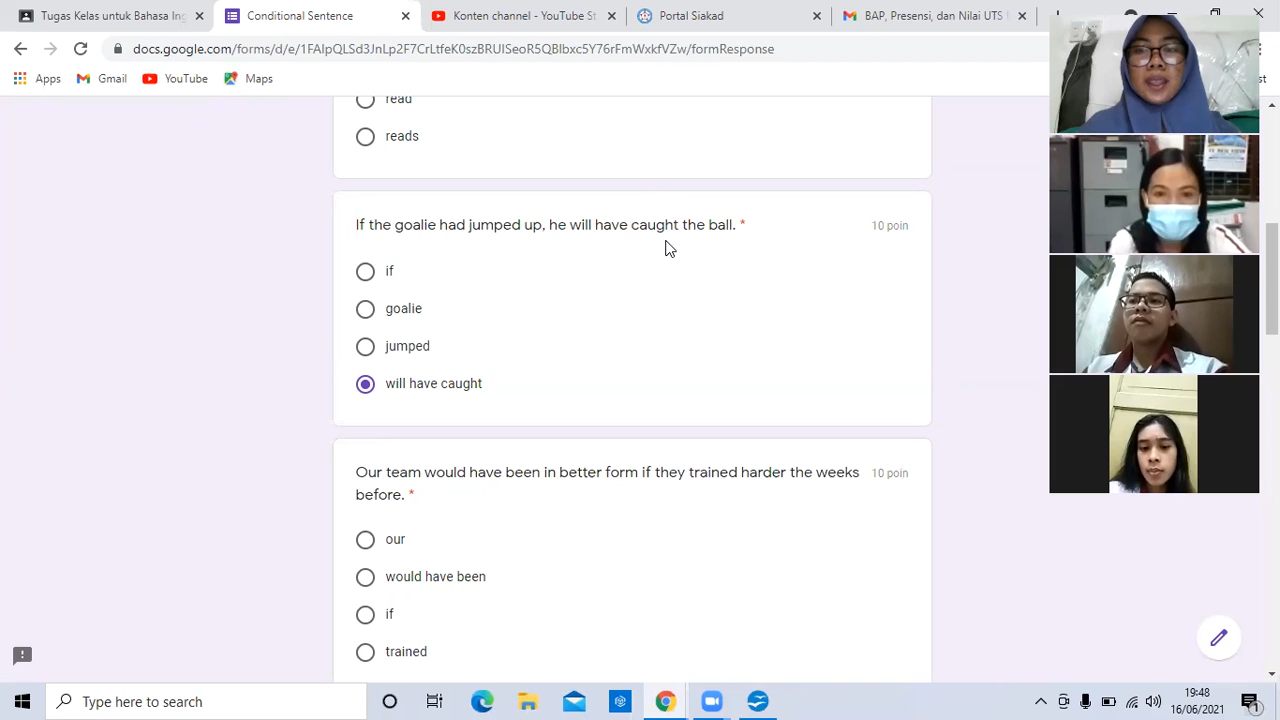 Tugas Kelas untuk Bahasa Ing
Conditional Sentence
Konten channel - YouTube St
Portal Siakad
BAP, Presensi, dan Nilai UTS
docs.google.com/forms/d/e/1FAIpQLSd3JnLp2F7CrLtfeK0szBRUISeoR5QBlbxc5Y76rFmWxkfVZw/formResponse
Apps
Gmail
YouTube
Maps
read
reads
If the goalie had jumped up, he will have caught the ball. *
10 poin
if
goalie
jumped
will have caught
Our team would have been in better form if they trained harder the weeks
10 poin
before. *
our
would have been
if
trained
Type here to search
19:48
16/06/2021